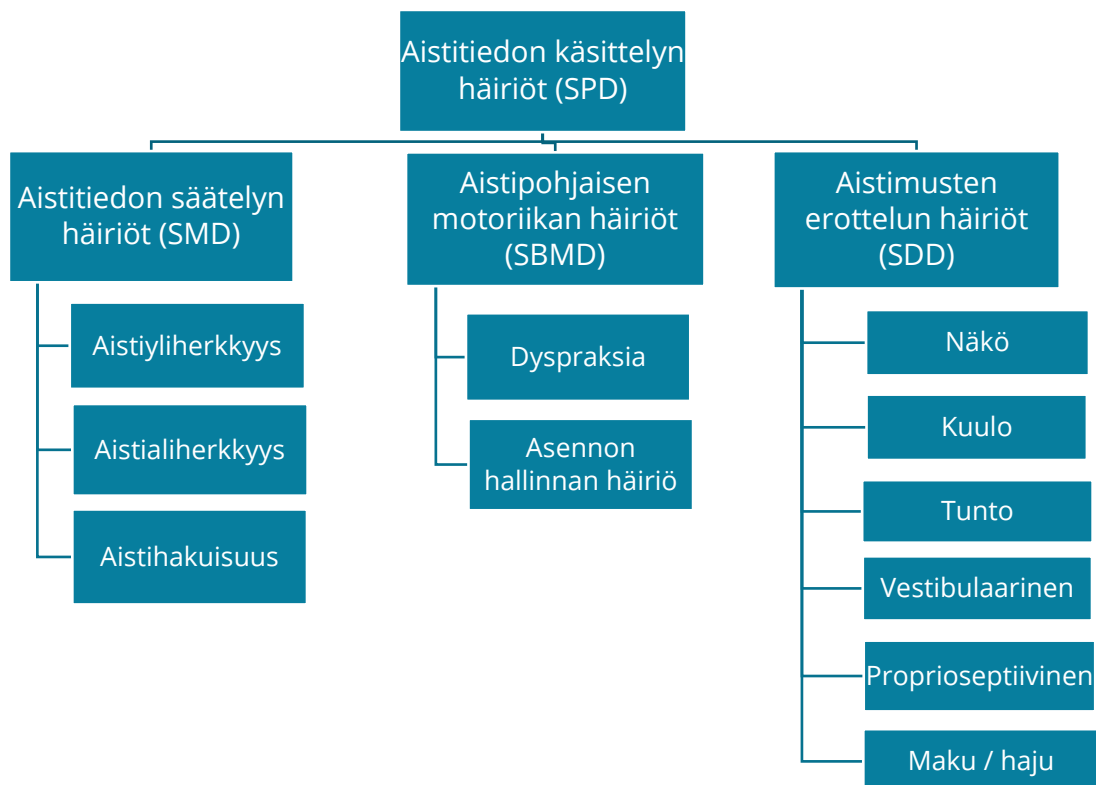 Aistitiedon käsittelyn
häiriöt (SPD)
Aistitiedon säätelyn
häiriöt (SMD)
Aistiyliherkkyys
Aistialiherkkyys
Aistihakuisuus
Aistipohjaisen
motoriikan häiriöt
(SBMD)
Dyspraksia
Asennon
hallinnan häiriö
Aistimusten
erottelun häiriöt
(SDD)
Näkö
Kuulo
Tunto
Vestibulaarinen
Proprioseptiivinen
Maku / haju